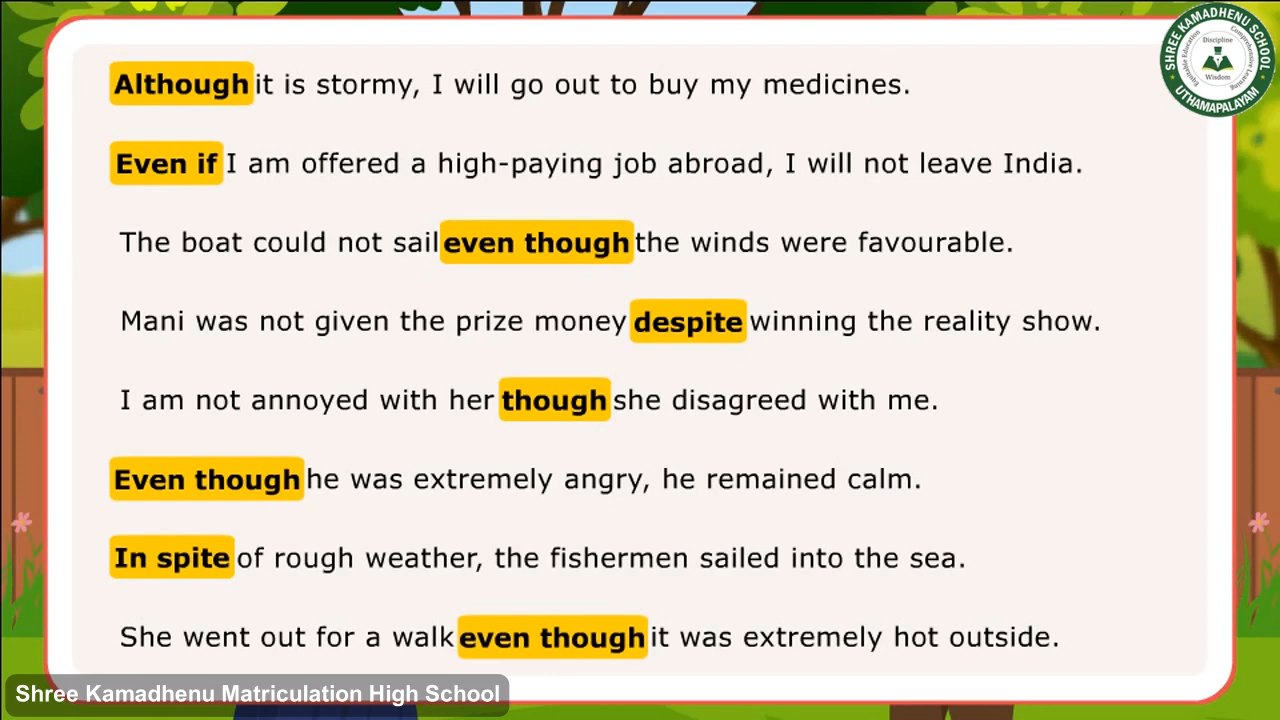 Although it is stormy, I will go out to buy my medicines.
Even if I am offered a high-paying job abroad, I will not leave India.
The boat could not sail even though the winds were favourable.
Mani was not given the prize money despite winning the reality show.
I am not annoyed with her though she disagreed with me.
Even though he was extremely angry, he remained calm.
In spite of rough weather, the fishermen sailed into the sea.
She went out for a walk even though it was extremely hot outside.
SHREE KAMADHENU SCHOOL
Equitable Education
Discipline
Comprehensive Learning
Wisdom
UTHAMAPALAYAM
Shree Kamadhenu Matriculation High School